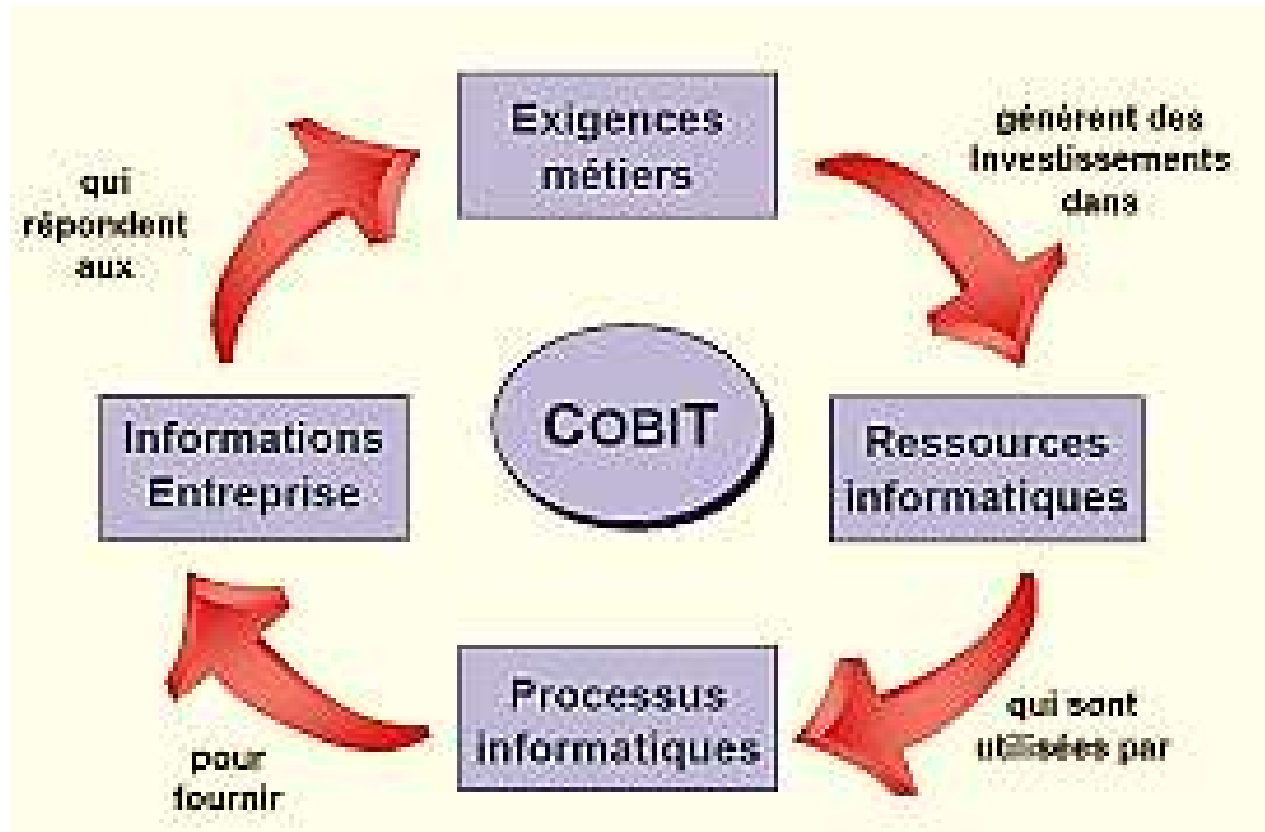 Exigences
métiers
génèrent des
investissements
dans
qui
répondent
aux
COBIT
Informations
Entreprise
Ressources
informatiques
Processus
informatiques
qui sont
utilisées par
pour
fournir